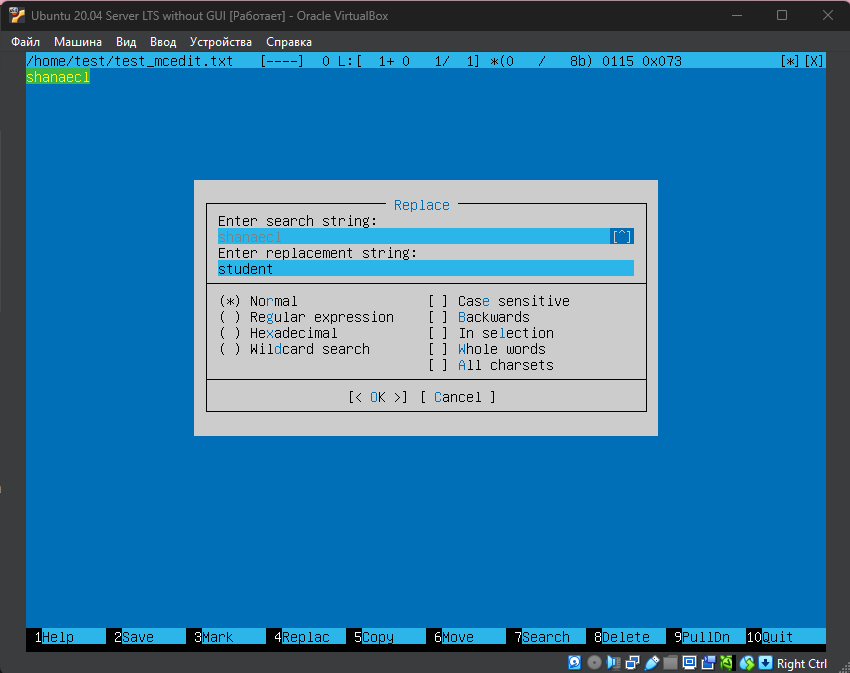 Ubuntu 20.04 Server LTS without GUI [Работает] - Oracle VirtualBox
Файл Машина Вид Ввод Устройства Справка
/home/test/test_mcedit.txt [----] 0 L:[ 1+ 0 1/ 1] *(0 / 8b) 0115 0x073 [*][X]
shanaecl
Replace
Enter search string:
shanaecl [^]
Enter replacement string:
student
(*) Normal [ ] Case sensitive
( ) Regular expression [ ] Backwards
( ) Hexadecimal [ ] In selection
( ) Wildcard search [ ] Whole words
[ ] All charsets
[< OK >] [ Cancel ]
1Help 2Save 3Mark 4Replac 5Copy 6Move 7Search 8Delete 9PullDn 10Quit
Right Ctrl